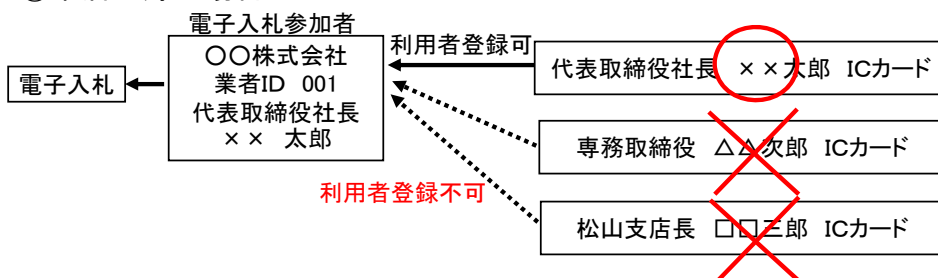 電子入札参加者
〇〇株式会社
業者ID 001
代表取締役社長
×× 太郎
電子入札
利用者登録可
代表取締役社長 ××太郎 ICカード
専務取締役 △△次郎 ICカード
利用者登録不可
松山支店長 □□三郎 ICカード